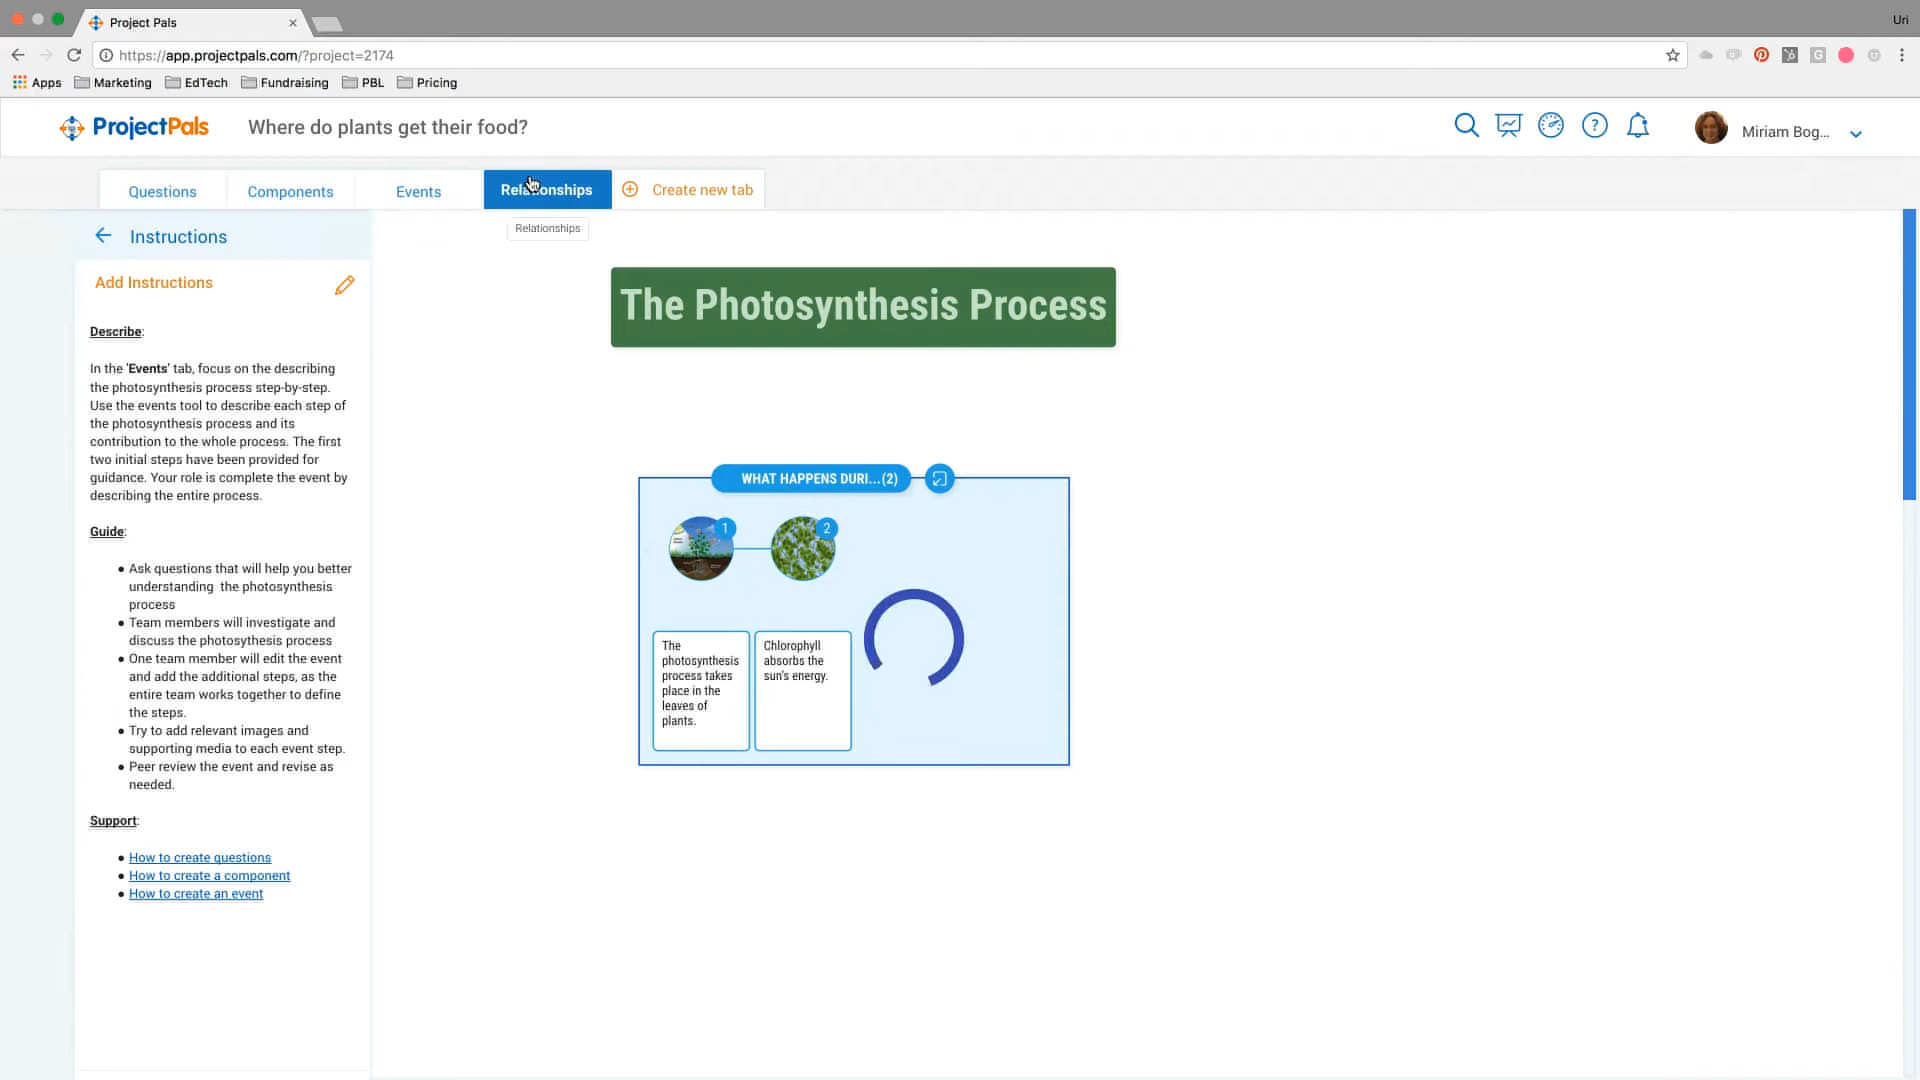 Project Pals
Uri
https://app.projectpals.com/?project=2174
Apps Marketing EdTech Fundraising PBL Pricing
ProjectPals Where do plants get their food? Miriam Bog...
Questions Components Events Relationships Create new tab
Relationships
Instructions
Add Instructions
Describe:
In the 'Events' tab, focus on the describing
the photosynthesis process step-by-step.
Use the events tool to describe each step of
the photosynthesis process and its
contribution to the whole process. The first
two initial steps have been provided for
guidance. Your role is complete the event by
describing the entire process.
Guide:
Ask questions that will help you better
understanding the photosynthesis
process
Team members will investigate and
discuss the photosythesis process
One team member will edit the event
and add the additional steps, as the
entire team works together to define
the steps.
Try to add relevant images and
supporting media to each event step.
Peer review the event and revise as
needed.
Support:
How to create questions
How to create a component
How to create an event
The Photosynthesis Process
WHAT HAPPENS DURI...(2)
1
2
The
photosynthesis
process takes
place in the
leaves of
plants.
Chlorophyll
absorbs the
sun's energy.